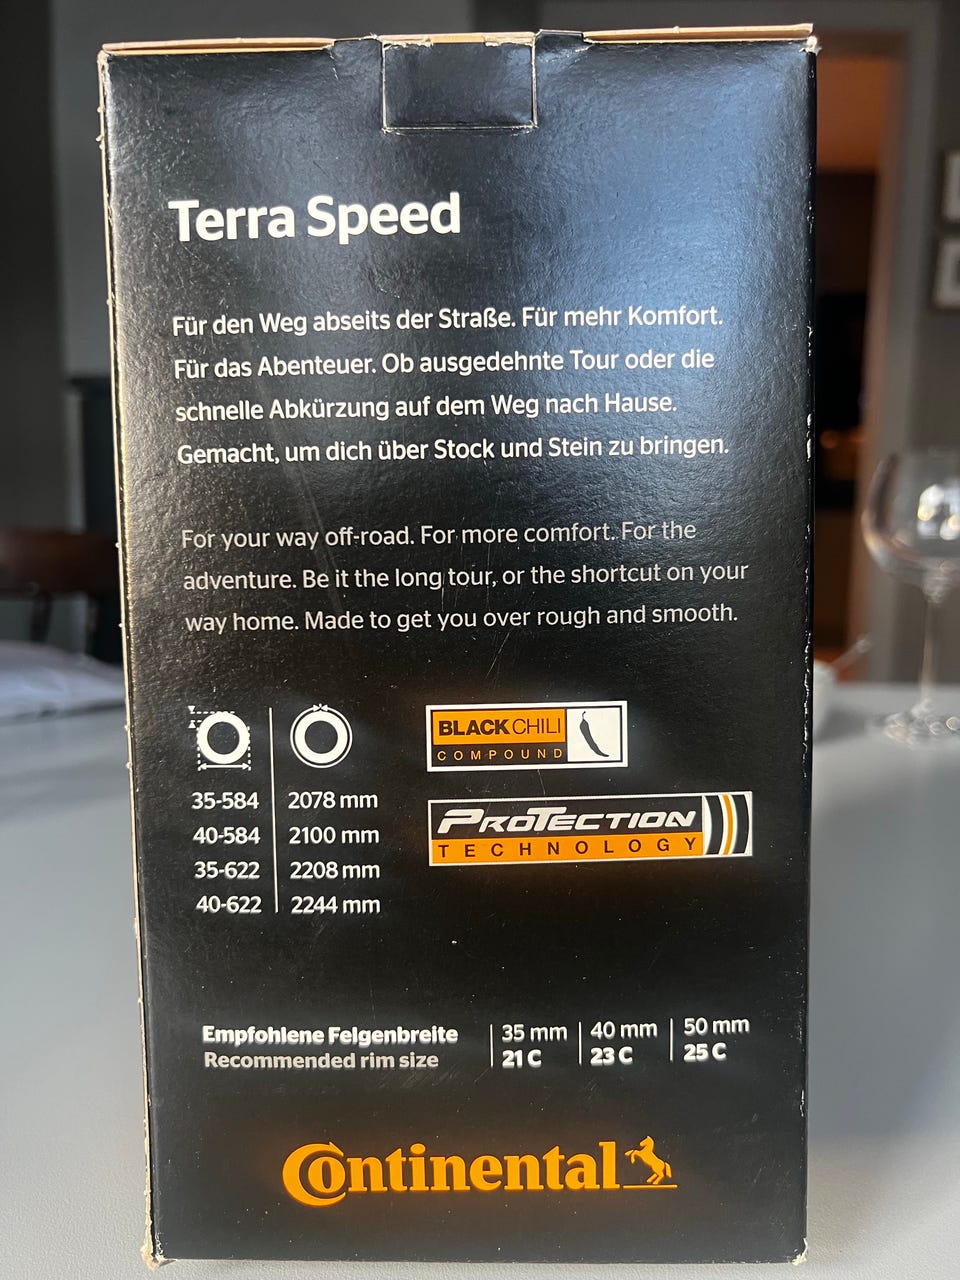 Terra Speed
Für den Weg abseits der Straße. Für mehr Komfort.
Für das Abenteuer. Ob ausgedehnte Tour oder die
schnelle Abkürzung auf dem Weg nach Hause.
Gemacht, um dich über Stock und Stein zu bringen.
For your way off-road. For more comfort. For the
adventure. Be it the long tour, or the shortcut on your
way home. Made to get you over rough and smooth.
35-584 2078 mm
40-584 2100 mm
35-622 2208 mm
40-622 2244 mm
BLACKCHILI
COMPOUND
PROTECTION
TECHNOLOGY
Empfohlene Felgenbreite 35 mm 40 mm 50 mm
Recommended rim size 21 C 23 C 25 C
Continental